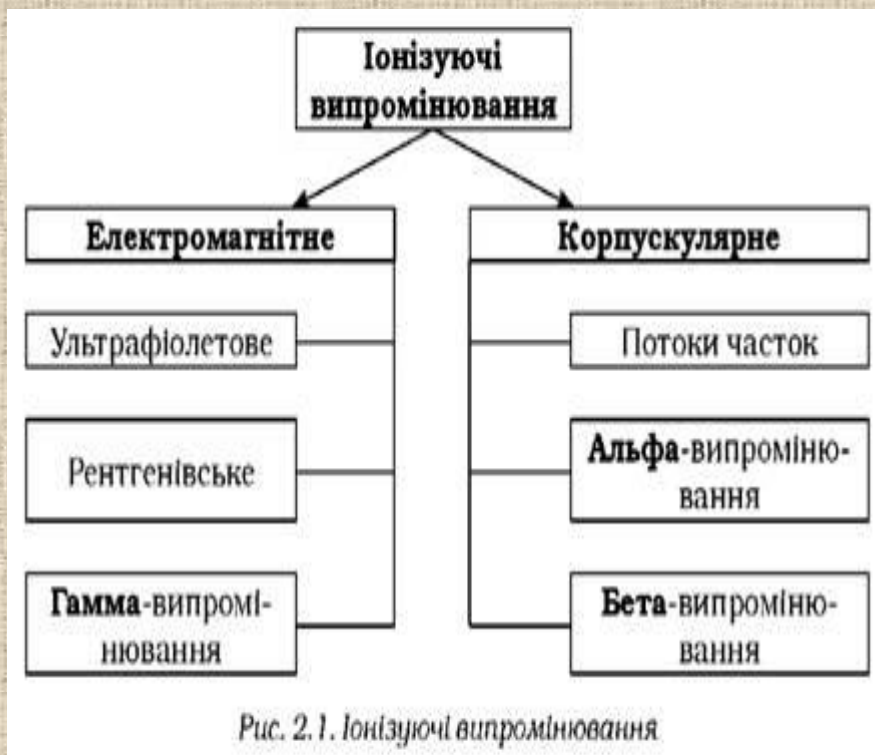 Іонізуючі
випромінювання
Електромагнітне
Корпускулярне
Ультрафіолетове
Потоки часток
Рентгенівське
Альфа-випроміню-
вання
Гамма-випромі-
нювання
Бета-випроміню-
вання
Рис. 2.1. Іонізуючі випромінювання